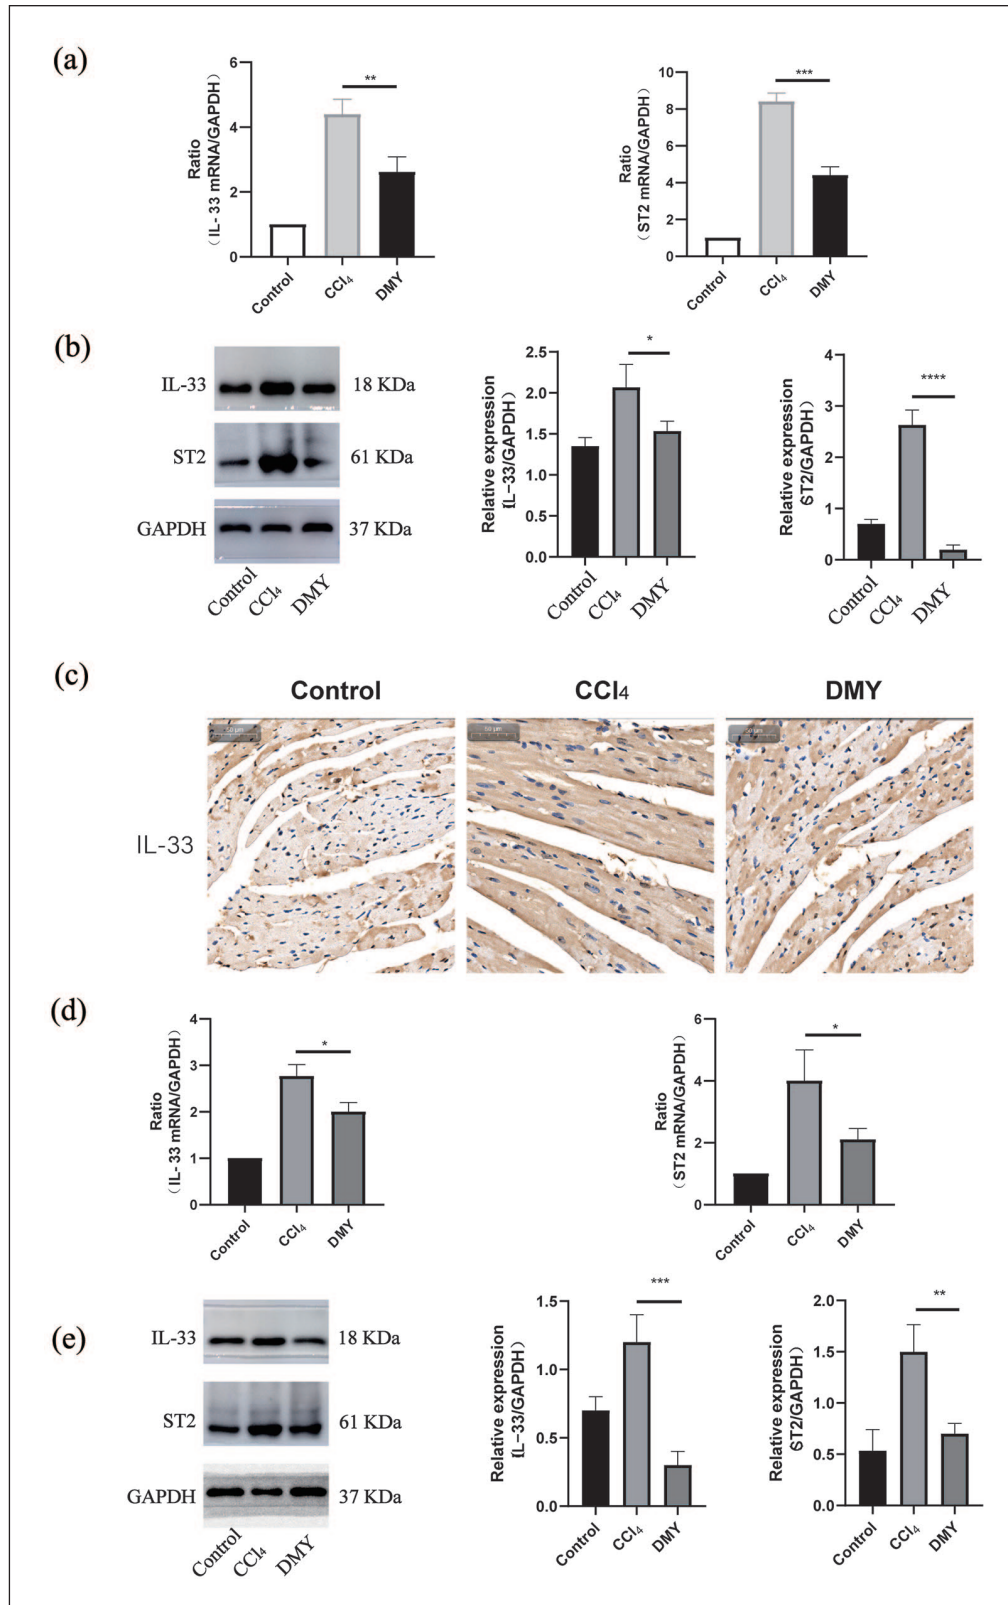 (a)
Ratio
（IL- 33 mRNA/GAPDH）
6
4
2
0
**
Control
CCl₄
DMY
Ratio
（ST2 mRNA/GAPDH）
10
8
6
4
2
0
***
Control
CCl₄
DMY
(b)
IL-33
18 KDa
ST2
61 KDa
GAPDH
37 KDa
Control
CCl₄
DMY
Relative expression
IL-33/GAPDH）
2.5
2.0
1.5
1.0
0.5
0.0
*
Control
CCl₄
DMY
Relative expression
ST2/GAPDH）
4
3
2
1
0
****
Control
CCl₄
DMY
(c)
Control
CCl4
DMY
50 μm
50 μm
50 μm
IL-33
(d)
Ratio
（IL- 33 mRNA/GAPDH）
4
3
2
1
0
*
Control
CCl₄
DMY
Ratio
（ST2 mRNA/GAPDH）
6
4
2
0
*
Control
CCl₄
DMY
(e)
IL-33
18 KDa
ST2
61 KDa
GAPDH
37 KDa
Control
CCl₄
DMY
Relative expression
IL-33/GAPDH）
1.5
1.0
0.5
0.0
***
Control
CCl₄
DMY
Relative expression
ST2/GAPDH）
2.0
1.5
1.0
0.5
0.0
**
Control
CCl₄
DMY